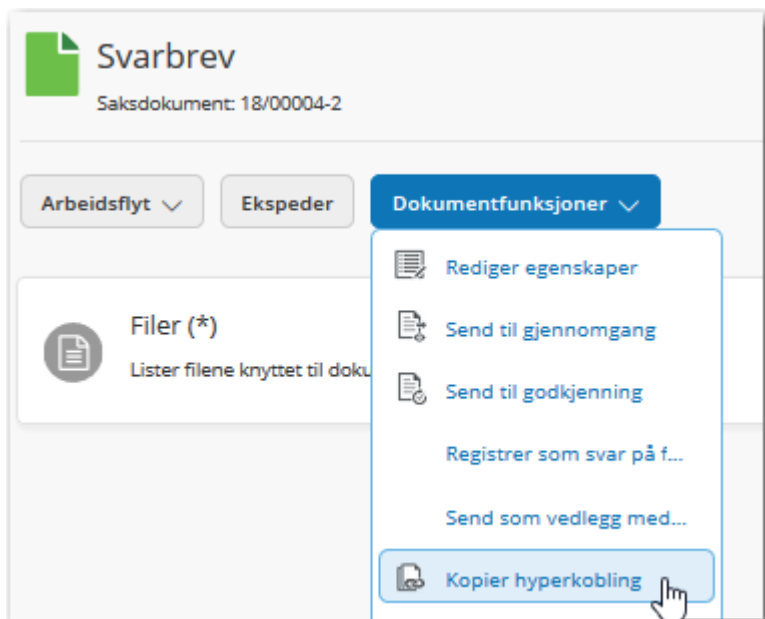 Svarbrev
Saksdokument: 18/00004-2
Arbeidsflyt
Ekspeder
Dokumentfunksjoner
Rediger egenskaper
Filer (*)
Send til gjennomgang
Lister filene knyttet til doku
Send til godkjenning
Registrer som svar på f...
Send som vedlegg med...
Kopier hyperkobling